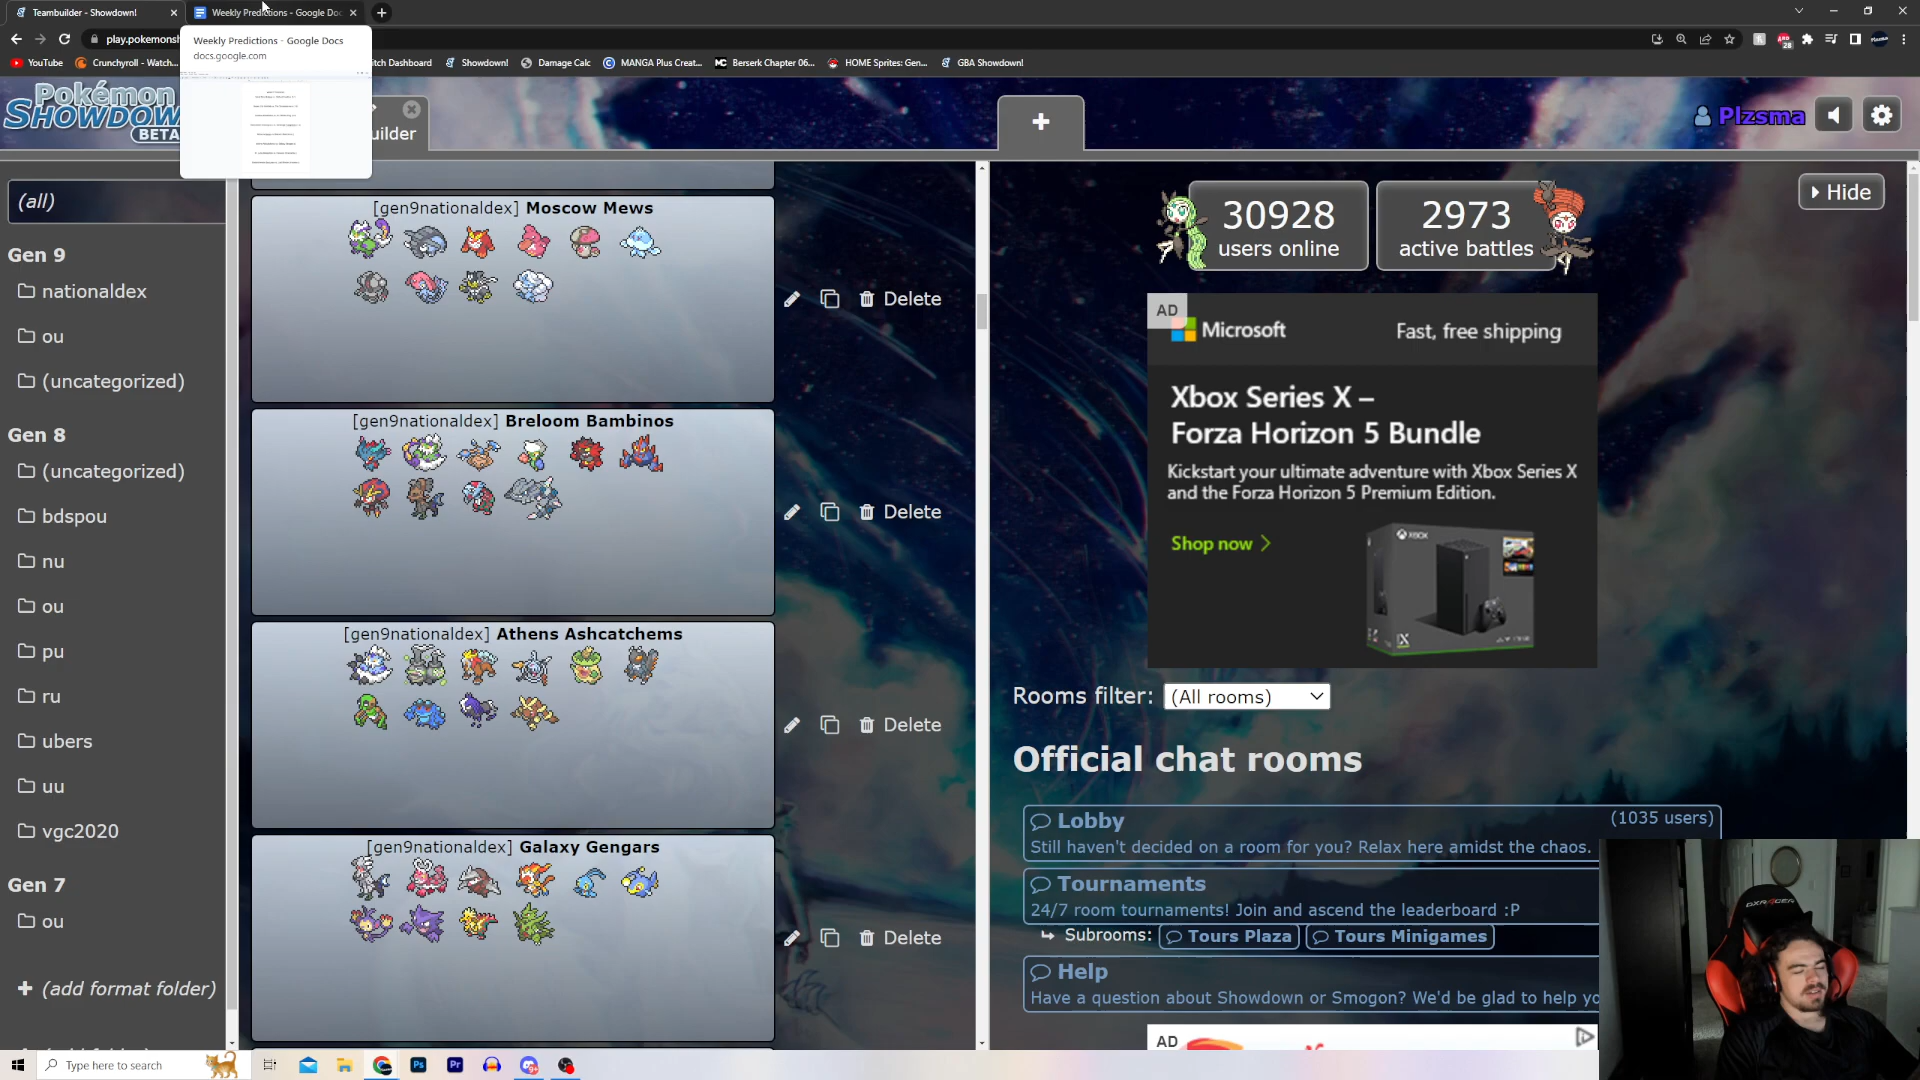 Teambuilder - Showdown!
Weekly Predictions - Google Doc
play.pokemonsh
Weekly Predictions - Google Docs
docs.google.com
YouTube
Crunchyroll - Watch...
itch Dashboard
Showdown!
Damage Calc
MANGA Plus Creat...
Berserk Chapter 06...
HOME Sprites: Gen...
GBA Showdown!
Pokémon
SHOWDOW
BETA
uilder
+
Plzsma
(all)
Gen 9
nationaldex
ou
(uncategorized)
Gen 8
(uncategorized)
bdspou
nu
ou
pu
ru
ubers
uu
vgc2020
Gen 7
ou
(add format folder)
[gen9nationaldex] Moscow Mews
Delete
[gen9nationaldex] Breloom Bambinos
Delete
[gen9nationaldex] Athens Ashcatchems
Delete
[gen9nationaldex] Galaxy Gengars
Delete
30928
users online
2973
active battles
Hide
AD
Microsoft
Fast, free shipping
Xbox Series X –
Forza Horizon 5 Bundle
Kickstart your ultimate adventure with Xbox Series X
and the Forza Horizon 5 Premium Edition.
Shop now
XBOX
Rooms filter: (All rooms)
Official chat rooms
Lobby (1035 users)
Still haven't decided on a room for you? Relax here amidst the chaos.
Tournaments
24/7 room tournaments! Join and ascend the leaderboard :P
Subrooms: Tours Plaza Tours Minigames
Help
Have a question about Showdown or Smogon? We'd be glad to help yo
AD
DXRACER
Type here to search